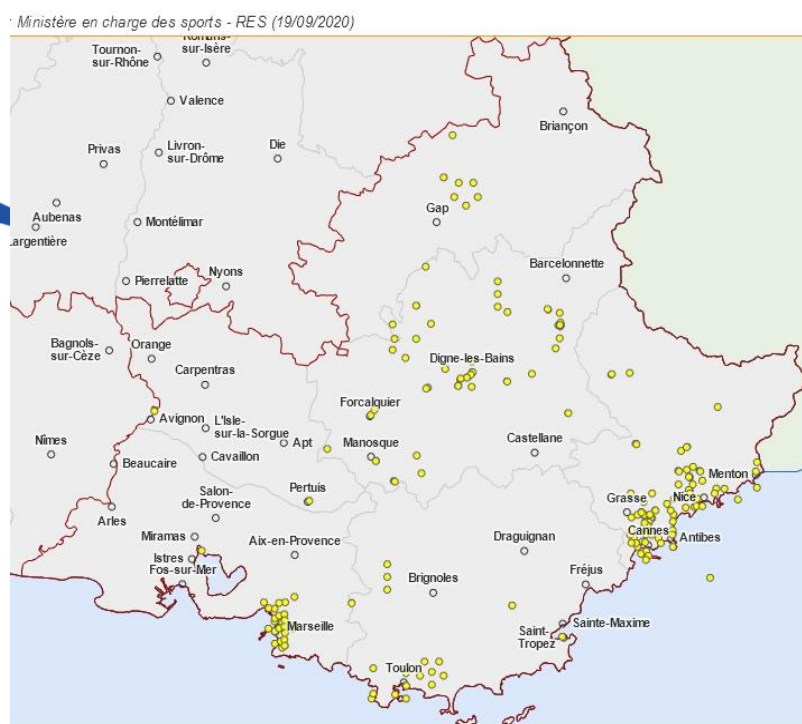 Ministère en charge des sports - RES (19/09/2020)
Tournon-
sur-Rhône
Romans-
sur-Isère
Valence
Briançon
Privas
Livron-
sur-Drôme
Die
Aubenas
Montélimar
Gap
Largentière
Pierrelatte
Nyons
Barcelonnette
Bagnols-
sur-Cèze
Orange
Carpentras
Digne-les-Bains
Forcalquier
Avignon
L'Isle-
sur-la-Sorgue
Apt
Nîmes
Beaucaire
Cavaillon
Manosque
Castellane
Menton
Salon-
de-Provence
Pertuis
Grasse
Nice
Arles
Miramas
Aix-en-Provence
Draguignan
Cannes
Antibes
Istres
Fos-sur-Mer
Brignoles
Fréjus
Marseille
Sainte-Maxime
Saint-
Tropez
Toulon